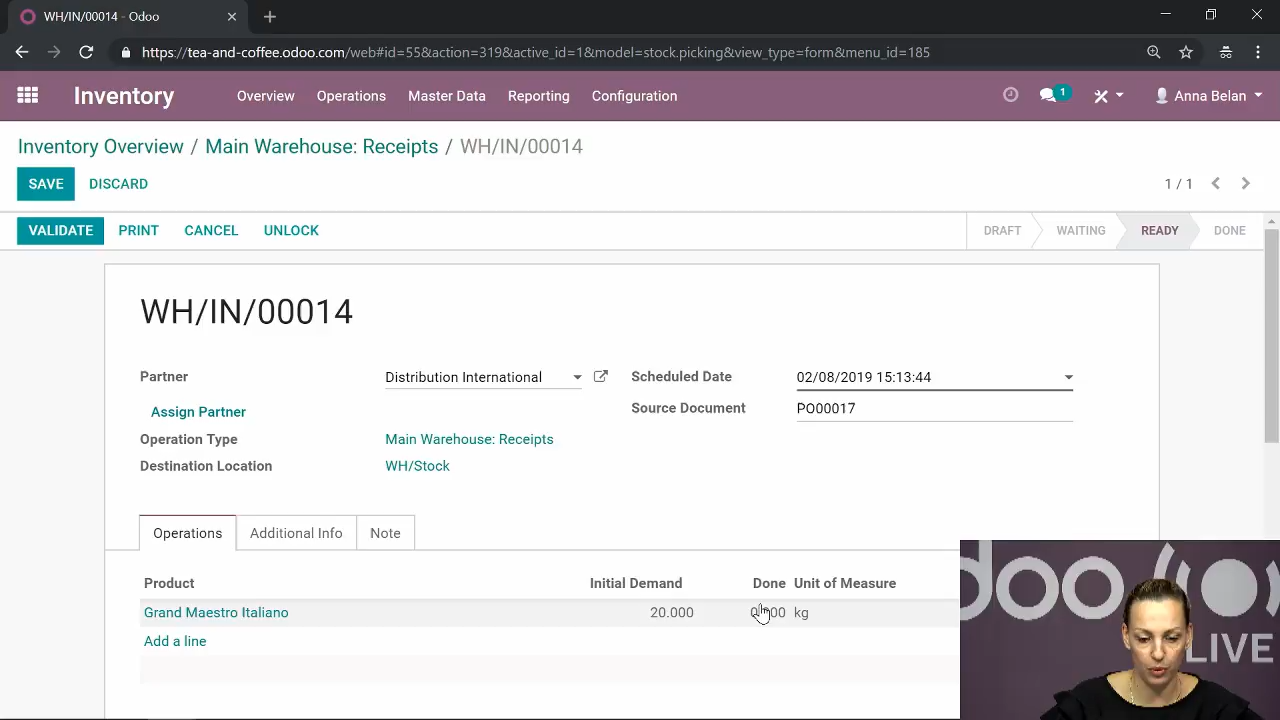 WH/IN/00014 - Odoo
https://tea-and-coffee.odoo.com/web#id=55&action=319&active_id=1&model=stock.picking&view_type=form&menu_id=185
Inventory Overview Operations Master Data Reporting Configuration 1 Anna Belan
Inventory Overview / Main Warehouse: Receipts / WH/IN/00014
SAVE DISCARD 1 / 1
VALIDATE PRINT CANCEL UNLOCK DRAFT WAITING READY DONE
WH/IN/00014
Partner Distribution International Scheduled Date 02/08/2019 15:13:44
Assign Partner Source Document PO00017
Operation Type Main Warehouse: Receipts
Destination Location WH/Stock
Operations Additional Info Note
Product Initial Demand Done Unit of Measure
Grand Maestro Italiano 20.000 kg
Add a line
doo
LIVE